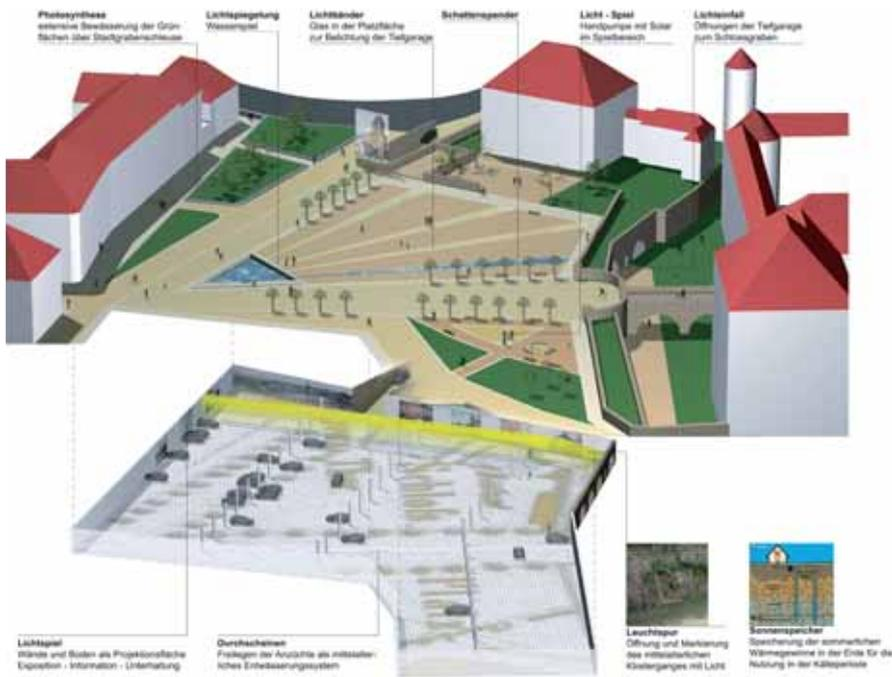 Photosynthese
extensive Bewässerung der Grün-
flächen über Stadtgrabenschleuse
Lichtspiegelung
Wasserspiel
Lichtbänder
Glas in der Platzfläche
zur Belichtung der Tiefgarage
Schattenspender
Licht - Spiel
Handpumpe mit Solar
im Spielbereich
Lichteinfall
Öffnungen der Tiefgarage
zum Schlossgraben
Lichtspiel
Wände und Boden als Projektionsfläche
Exposition - Information - Unterhaltung
Durchscheinen
Freilegen der Anzüchte als mittelalter-
liches Entwässerungssystem
Leuchtspur
Öffnung und Markierung
des mittelalterlichen
Klosterganges mit Licht
Sonnenspeicher
Speicherung der sommerlichen
Wärmegewinne in der Erde für die
Nutzung in der Kälteperiode